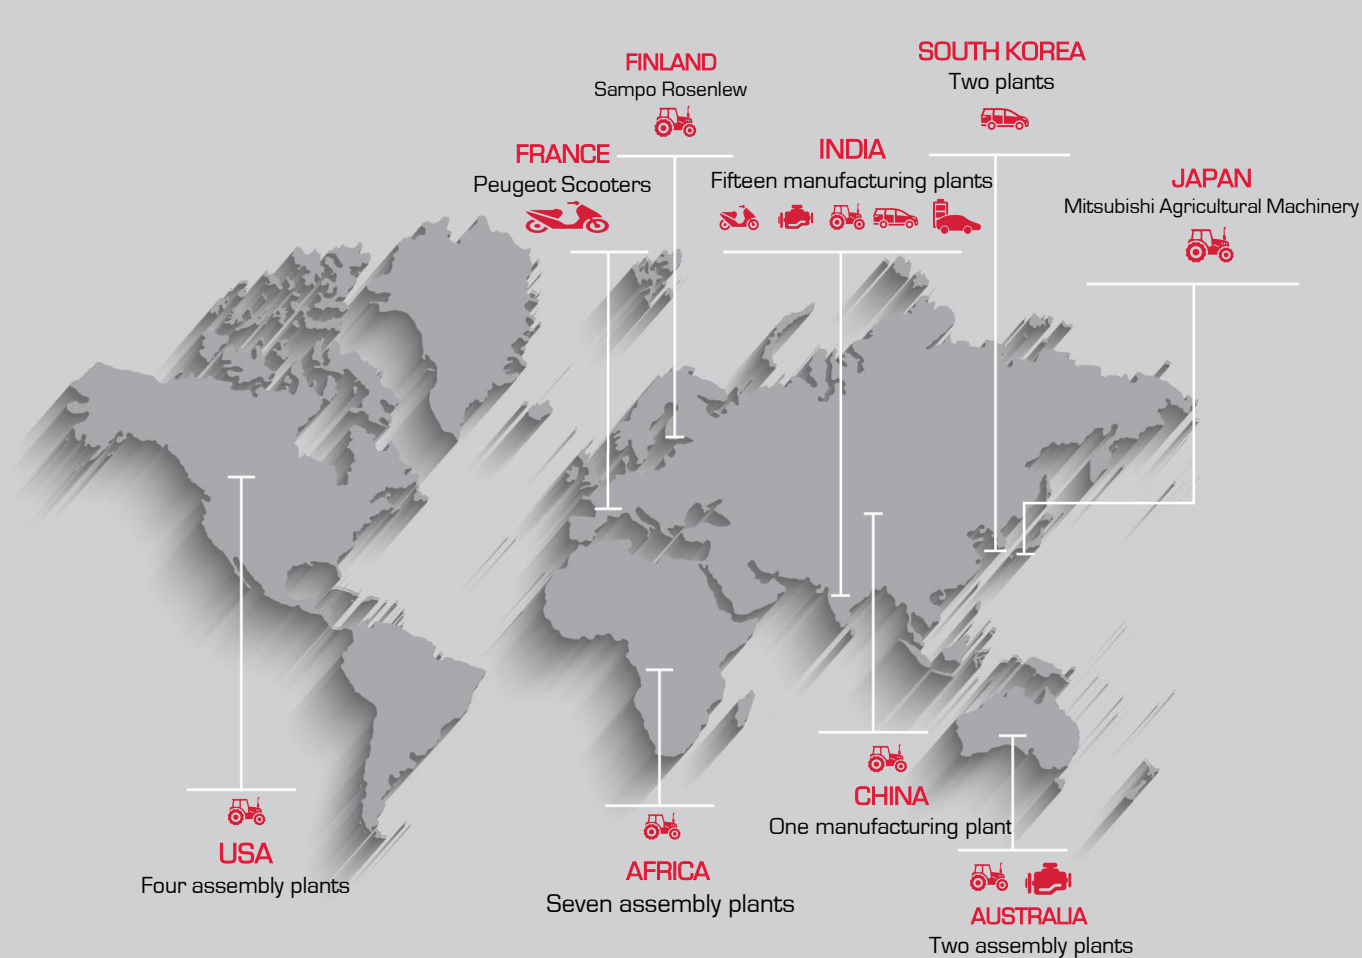 FINLAND
Sampo Rosenlew
SOUTH KOREA
Two plants
FRANCE
Peugeot Scooters
INDIA
Fifteen manufacturing plants
JAPAN
Mitsubishi Agricultural Machinery
USA
Four assembly plants
AFRICA
Seven assembly plants
CHINA
One manufacturing plant
AUSTRALIA
Two assembly plants